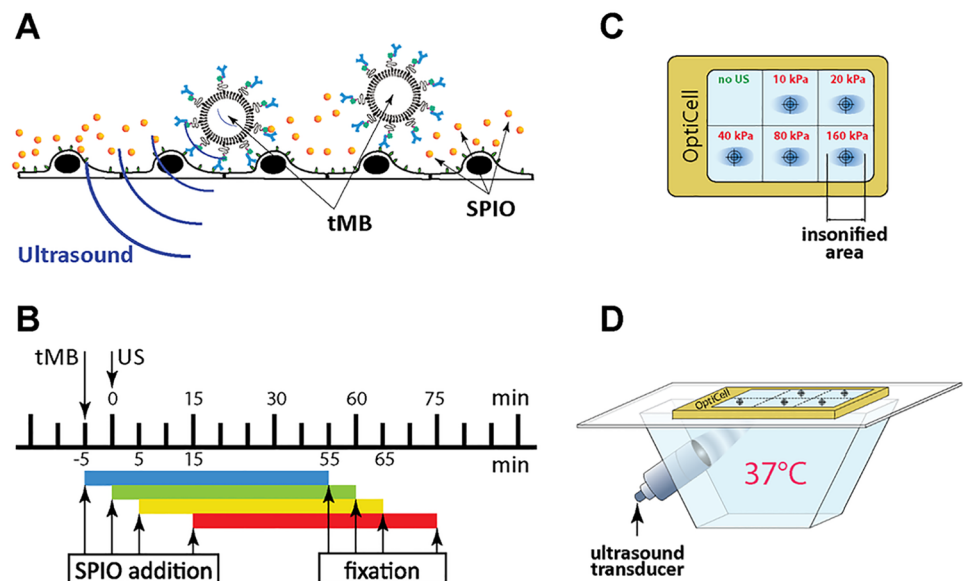 A
tMB
SPIO
Ultrasound
B
tMB
US
0 15 30 60 75 min
-5 5 15 55 65 min
SPIO addition
fixation
C
OptiCell
no US
10 kPa
20 kPa
40 kPa
80 kPa
160 kPa
insonified
area
D
OptiCell
37°C
ultrasound
transducer